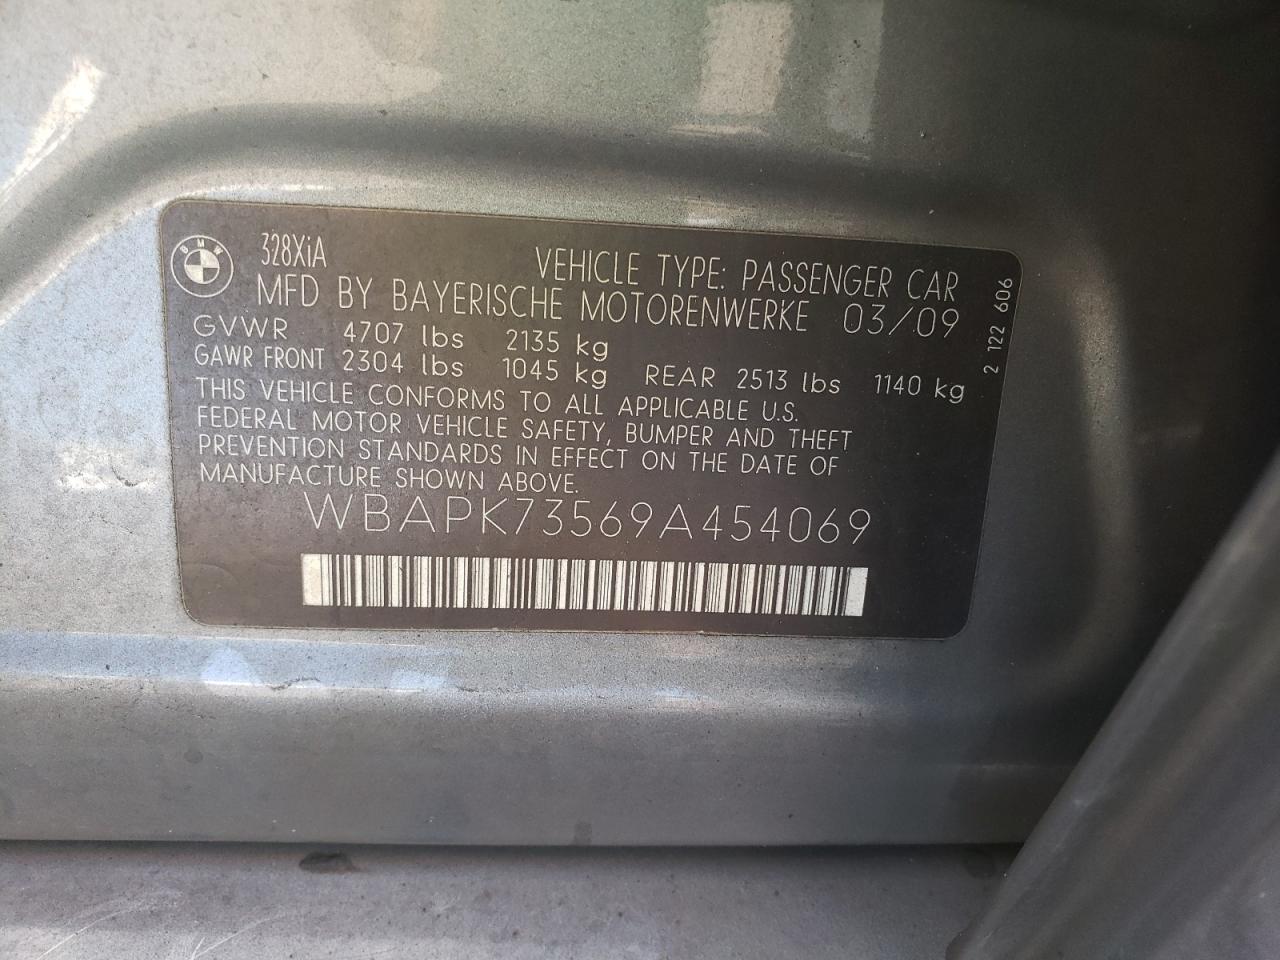 BMW
328XiA
VEHICLE TYPE: PASSENGER CAR
MFD BY BAYERISCHE MOTORENWERKE 03/09
GVWR 4707 lbs 2135 kg
GAWR FRONT 2304 lbs 1045 kg REAR 2513 lbs 1140 kg
THIS VEHICLE CONFORMS TO ALL APPLICABLE U.S.
FEDERAL MOTOR VEHICLE SAFETY, BUMPER AND THEFT
PREVENTION STANDARDS IN EFFECT ON THE DATE OF
MANUFACTURE SHOWN ABOVE.
WBAPK73569A454069
2 122 606